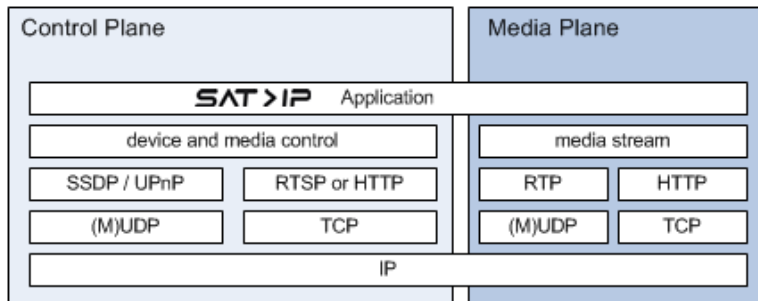 Control Plane
Media Plane
SAT>IP Application
device and media control
media stream
SSDP / UPnP
RTSP or HTTP
RTP
HTTP
(M)UDP
TCP
(M)UDP
TCP
IP